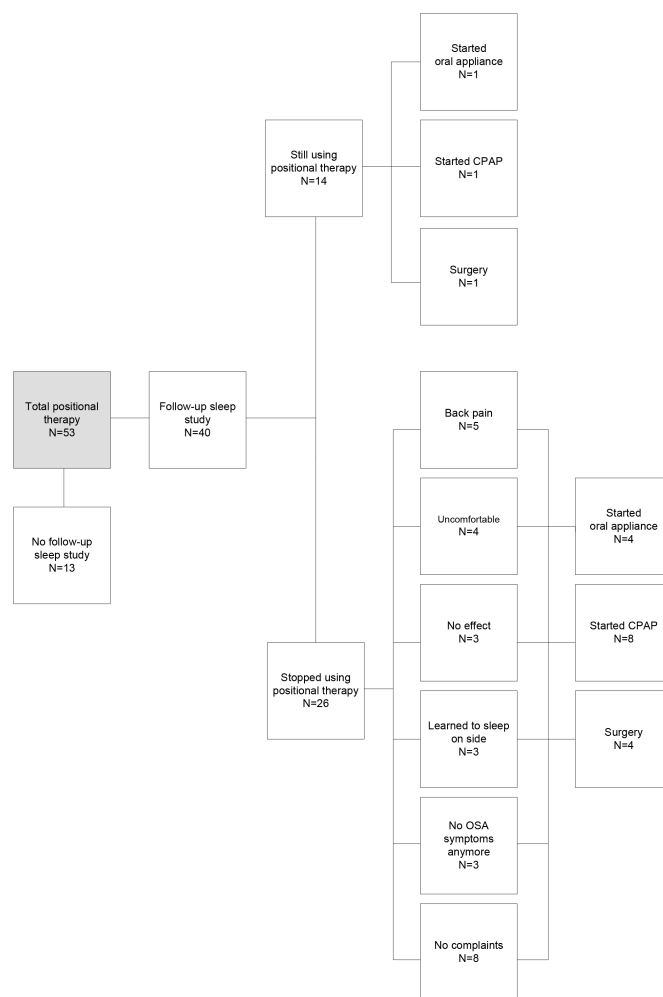 Started
oral appliance
N=1
Still using
positional therapy
N=14
Started CPAP
N=1
Surgery
N=1
Total positional
therapy
N=53
Follow-up sleep
study
N=40
No follow-up
sleep study
N=13
Stopped using
positional therapy
N=26
Back pain
N=5
Uncomfortable
N=4
No effect
N=3
Learned to sleep
on side
N=3
No OSA
symptoms
anymore
N=3
No complaints
N=8
Started
oral appliance
N=4
Started CPAP
N=8
Surgery
N=4